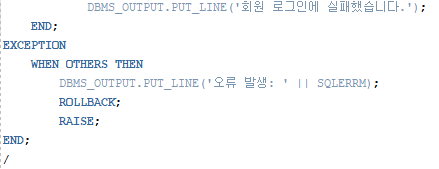 DBMS_OUTPUT.PUT_LINE('회원 로그인에 실패했습니다.');
END;
EXCEPTION
WHEN OTHERS THEN
DBMS_OUTPUT.PUT_LINE('오류 발생: ' || SQLERRM);
ROLLBACK;
RAISE;
END;
/